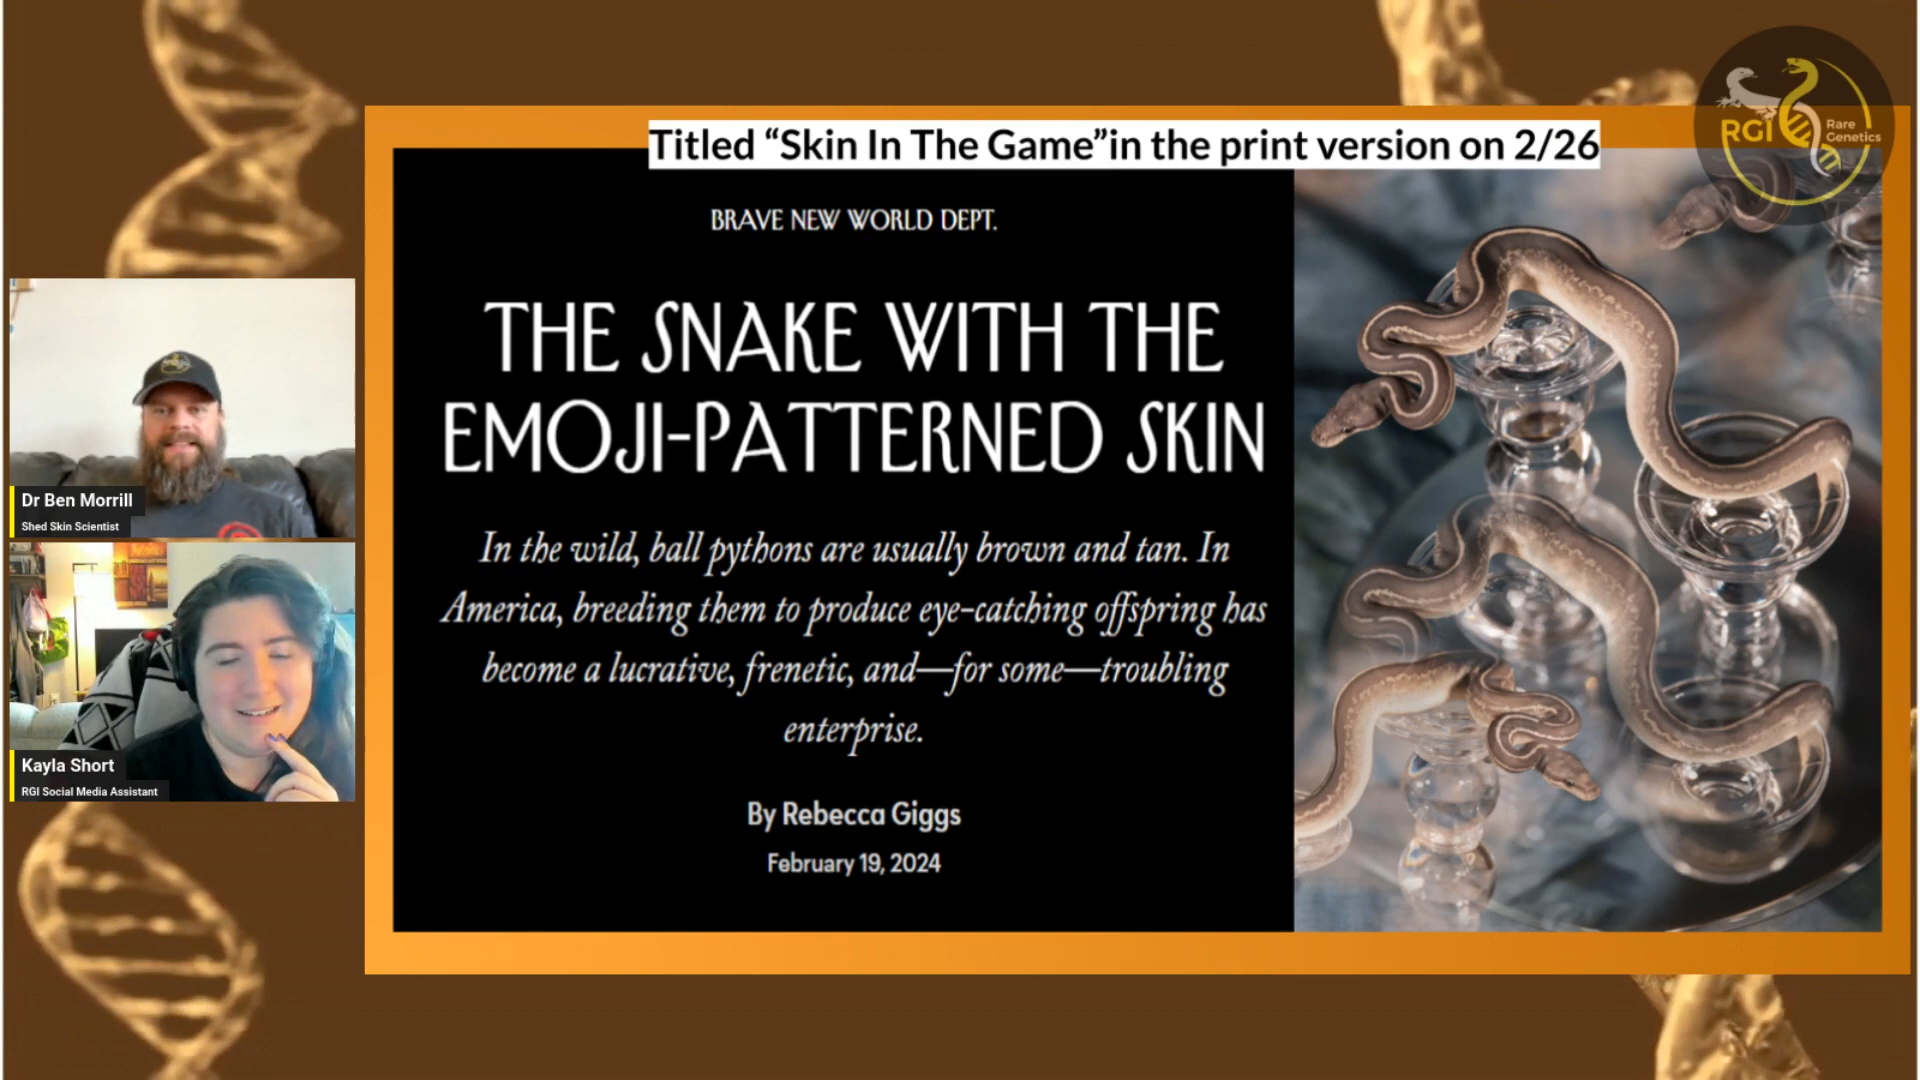 Titled “Skin In The Game”in the print version on 2/26
RGI
Rare
Genetics
BRAVE NEW WORLD DEPT.
THE SNAKE WITH THE
EMOJI-PATTERNED SKIN
In the wild, ball pythons are usually brown and tan. In
America, breeding them to produce eye-catching offspring has
become a lucrative, frenetic, and—for some—troubling
enterprise.
By Rebecca Giggs
February 19, 2024
Dr Ben Morrill
Shed Skin Scientist
Kayla Short
RGI Social Media Assistant